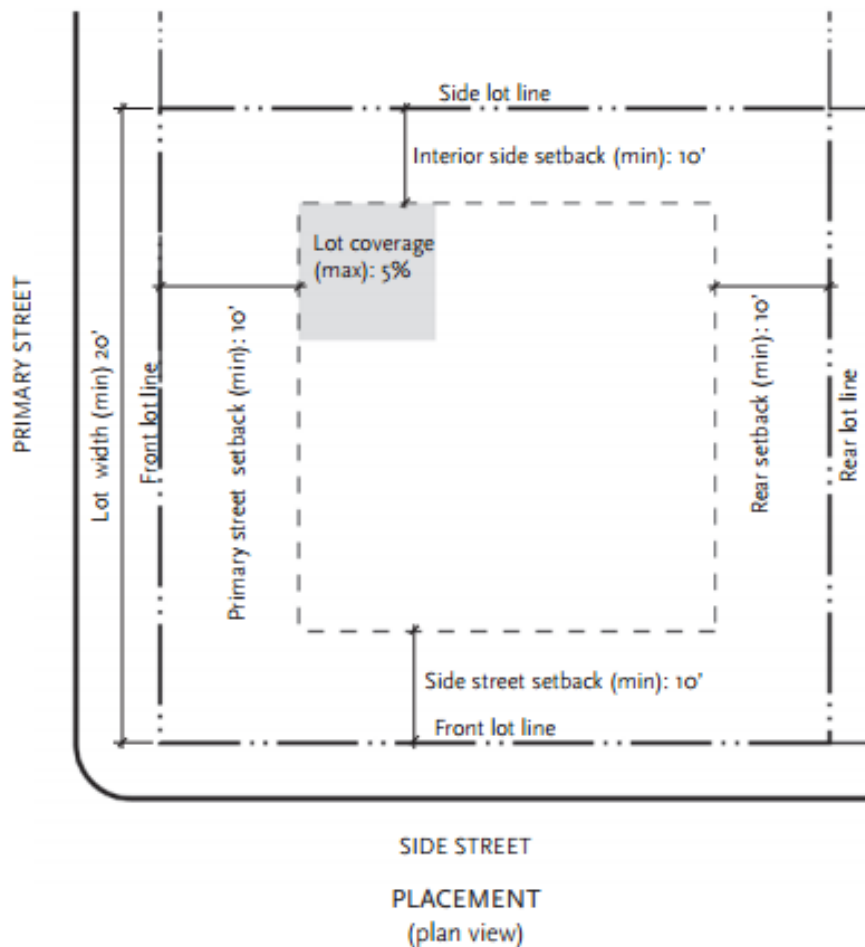 Side lot line
Interior side setback (min): 10'
Lot coverage
(max): 5%
PRIMARY STREET
Lot width (min) 20'
Front lot line
Primary street setback (min): 10'
Rear setback (min): 10'
Rear lot line
Side street setback (min): 10'
Front lot line
SIDE STREET
PLACEMENT
(plan view)